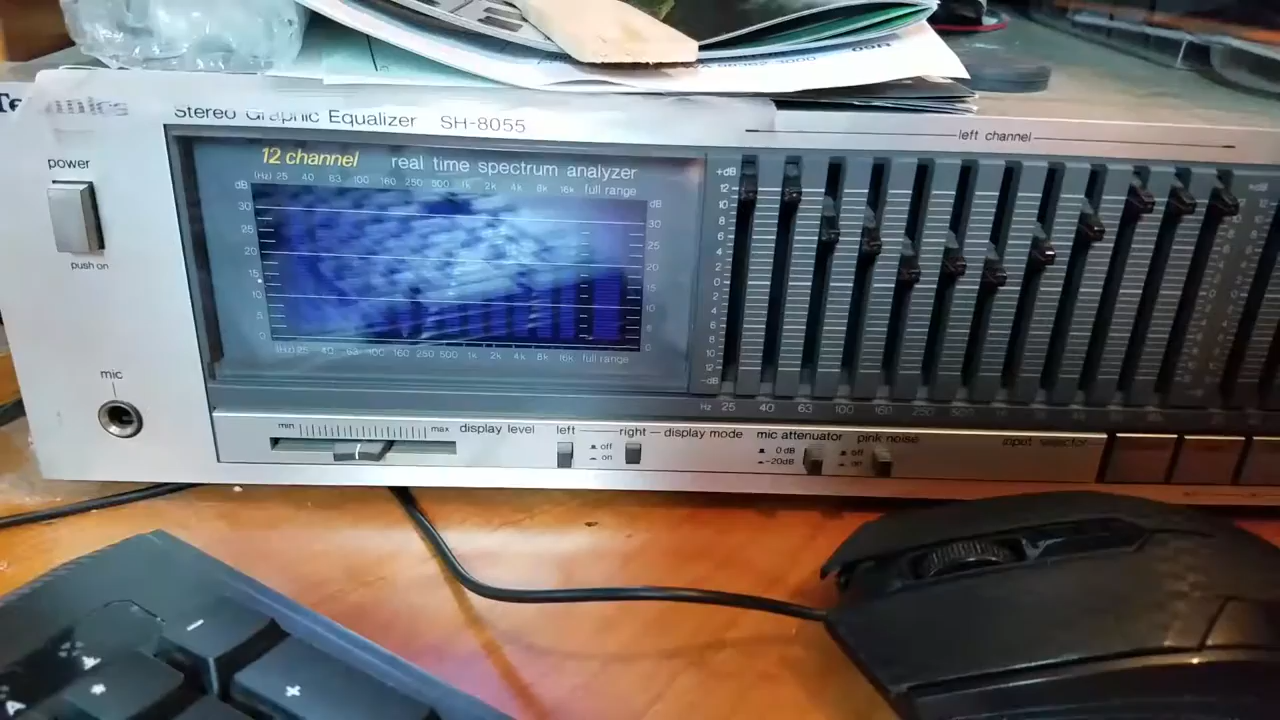 Technics
Stereo Graphic Equalizer SH-8055
left channel
power
push on
mic
12 channel real time spectrum analyzer
(Hz) 25 40 63 100 160 250 500 1k 2k 4k 8k 16k full range
dB
30
25
20
15
10
5
0
dB
30
25
20
15
10
5
0
(Hz) 25 40 63 100 160 250 500 1k 2k 4k 8k 16k full range
+dB
12
10
8
6
4
2
0
2
4
6
8
10
12
-dB
Hz 25 40 63 100 160 250 500
min max display level
left right display mode
off
on
mic attenuator
0 dB
-20dB
pink noise
off
on
input selector
-
+
*